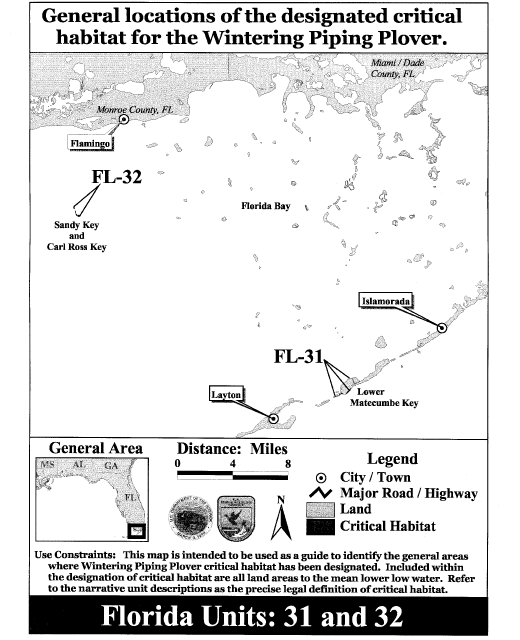 General locations of the designated critical
habitat for the Wintering Piping Plover.
Miami / Dade
County, FL
Monroe County, FL
Flamingo
FL-32
Sandy Key
and
Carl Ross Key
Florida Bay
Islamorada
FL-31
Lower
Matecumbe Key
Layton
General Area
MS AL GA
FL
Distance: Miles
0 4 8
N
Legend
City / Town
Major Road / Highway
Land
Critical Habitat
Use Constraints: This map is intended to be used as a guide to identify the general areas
where Wintering Piping Plover critical habitat has been designated. Included within
the designation of critical habitat are all land areas to the mean lower low water. Refer
to the narrative unit descriptions as the precise legal definition of critical habitat.
Florida Units: 31 and 32